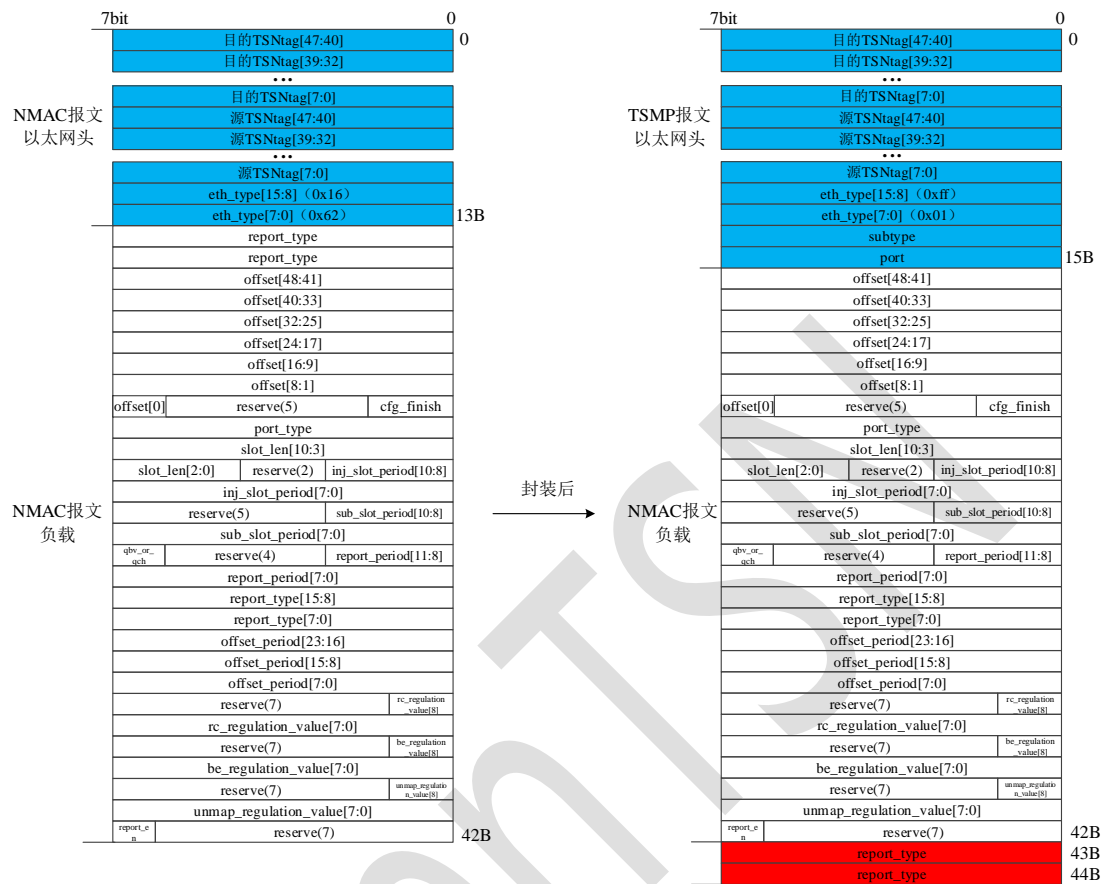 7bit 0
目的TSNtag[47:40] 0
目的TSNtag[39:32]
...
目的TSNtag[7:0]
源TSNtag[47:40]
源TSNtag[39:32]
...
源TSNtag[7:0]
eth_type[15:8]（0x16）
eth_type[7:0]（0x62） 13B
NMAC报文
以太网头
report_type
report_type
offset[48:41]
offset[40:33]
offset[32:25]
offset[24:17]
offset[16:9]
offset[8:1]
offset[0] reserve(5) cfg_finish
port_type
slot_len[10:3]
slot_len[2:0] reserve(2) inj_slot_period[10:8]
inj_slot_period[7:0]
reserve(5) sub_slot_period[10:8]
sub_slot_period[7:0]
qbv_or_
qch reserve(4) report_period[11:8]
report_period[7:0]
report_type[15:8]
report_type[7:0]
offset_period[23:16]
offset_period[15:8]
offset_period[7:0]
reserve(7) rc_regulation
_value[8]
rc_regulation_value[7:0]
reserve(7) be_regulation
_value[8]
be_regulation_value[7:0]
reserve(7) unmap_regulatio
n_value[8]
unmap_regulation_value[7:0]
report_e
n reserve(7) 42B
NMAC报文
负载
封装后
7bit 0
目的TSNtag[47:40] 0
目的TSNtag[39:32]
...
目的TSNtag[7:0]
源TSNtag[47:40]
源TSNtag[39:32]
...
源TSNtag[7:0]
eth_type[15:8]（0xff）
eth_type[7:0]（0x01）
subtype
port 15B
TSMP报文
以太网头
offset[48:41]
offset[40:33]
offset[32:25]
offset[24:17]
offset[16:9]
offset[8:1]
offset[0] reserve(5) cfg_finish
port_type
slot_len[10:3]
slot_len[2:0] reserve(2) inj_slot_period[10:8]
inj_slot_period[7:0]
reserve(5) sub_slot_period[10:8]
sub_slot_period[7:0]
qbv_or_
qch reserve(4) report_period[11:8]
report_period[7:0]
report_type[15:8]
report_type[7:0]
offset_period[23:16]
offset_period[15:8]
offset_period[7:0]
reserve(7) rc_regulation
_value[8]
rc_regulation_value[7:0]
reserve(7) be_regulation
_value[8]
be_regulation_value[7:0]
reserve(7) unmap_regulatio
n_value[8]
unmap_regulation_value[7:0]
report_e
n reserve(7) 42B
report_type 43B
report_type 44B
NMAC报文
负载
nTSN